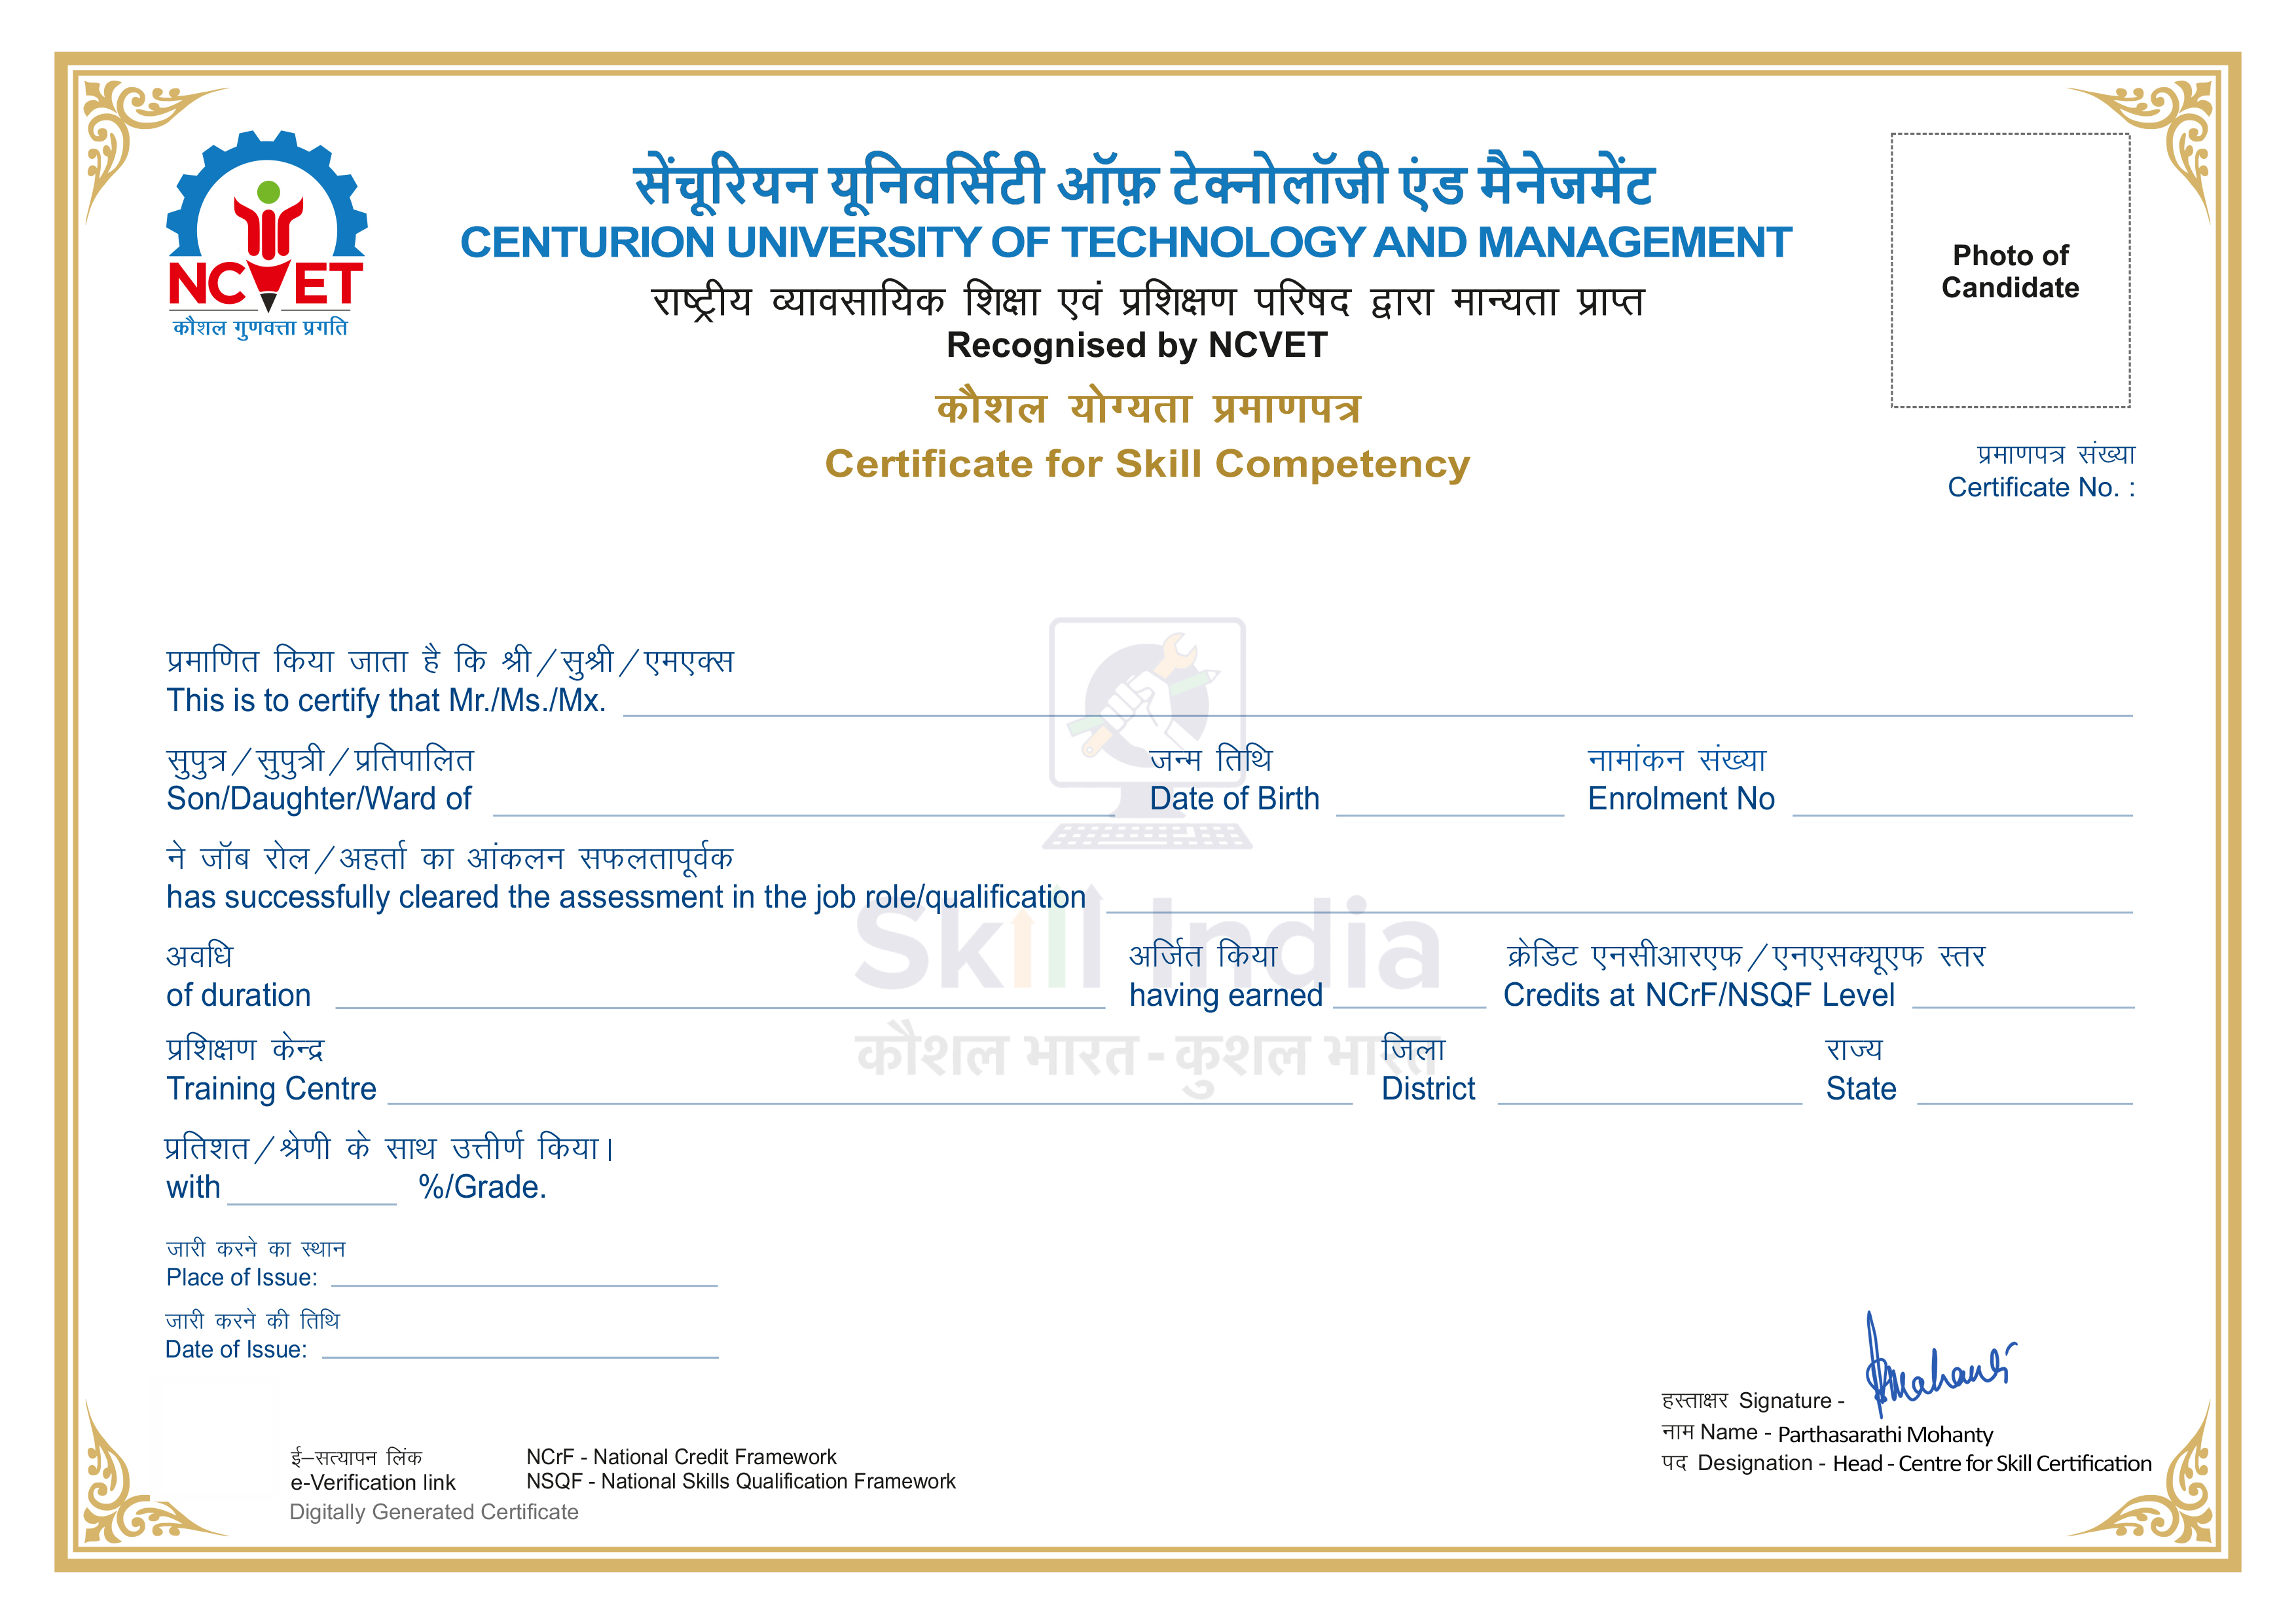 NCVET
कौशल गुणवत्ता प्रगति
सेंचूरियन यूनिवर्सिटी ऑफ़ टेक्नोलॉजी एंड मैनेजमेंट
CENTURION UNIVERSITY OF TECHNOLOGY AND MANAGEMENT
राष्ट्रीय व्यावसायिक शिक्षा एवं प्रशिक्षण परिषद द्वारा मान्यता प्राप्त
Recognised by NCVET
कौशल योग्यता प्रमाणपत्र
Certificate for Skill Competency
Photo of
Candidate
प्रमाणपत्र संख्या
Certificate No. :
प्रमाणित किया जाता है कि श्री/सुश्री/एमएक्स
This is to certify that Mr./Ms./Mx.
सुपुत्र/सुपुत्री/प्रतिपालित जन्म तिथि नामांकन संख्या
Son/Daughter/Ward of Date of Birth Enrolment No
ने जॉब रोल/अहर्ता का आंकलन सफलतापूर्वक
has successfully cleared the assessment in the job role/qualification
Skill India
अवधि अर्जित किया क्रेडिट एनसीआरएफ/एनएसक्यूएफ स्तर
of duration having earned Credits at NCrF/NSQF Level
कौशल भारत-कुशल भारत
प्रशिक्षण केन्द्र जिला राज्य
Training Centre District State
प्रतिशत/श्रेणी के साथ उत्तीर्ण किया।
with %/Grade.
जारी करने का स्थान
Place of Issue:
जारी करने की तिथि
Date of Issue:
हस्ताक्षर Signature -
नाम Name - Parthasarathi Mohanty
पद Designation - Head - Centre for Skill Certification
ई–सत्यापन लिंक NCrF - National Credit Framework
e-Verification link NSQF - National Skills Qualification Framework
Digitally Generated Certificate